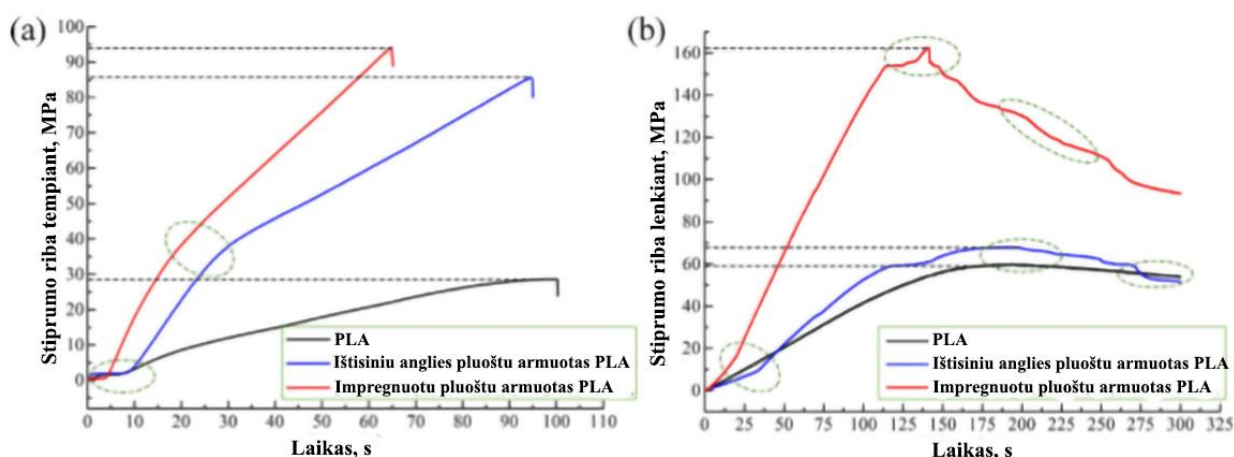 (a)
Stiprumo riba tempiant, MPa
100
90
80
70
60
50
40
30
20
10
0
0 10 20 30 40 50 60 70 80 90 100 110
Laikas, s
PLA
Ištisiniu anglies pluoštu armuotas PLA
Impregnuotu pluoštu armuotas PLA
(b)
Stiprumo riba lenkiant, MPa
160
140
120
100
80
60
40
20
0
0 25 50 75 100 125 150 175 200 225 250 275 300 325
Laikas, s
PLA
Ištisiniu anglies pluoštu armuotas PLA
Impregnuotu pluoštu armuotas PLA